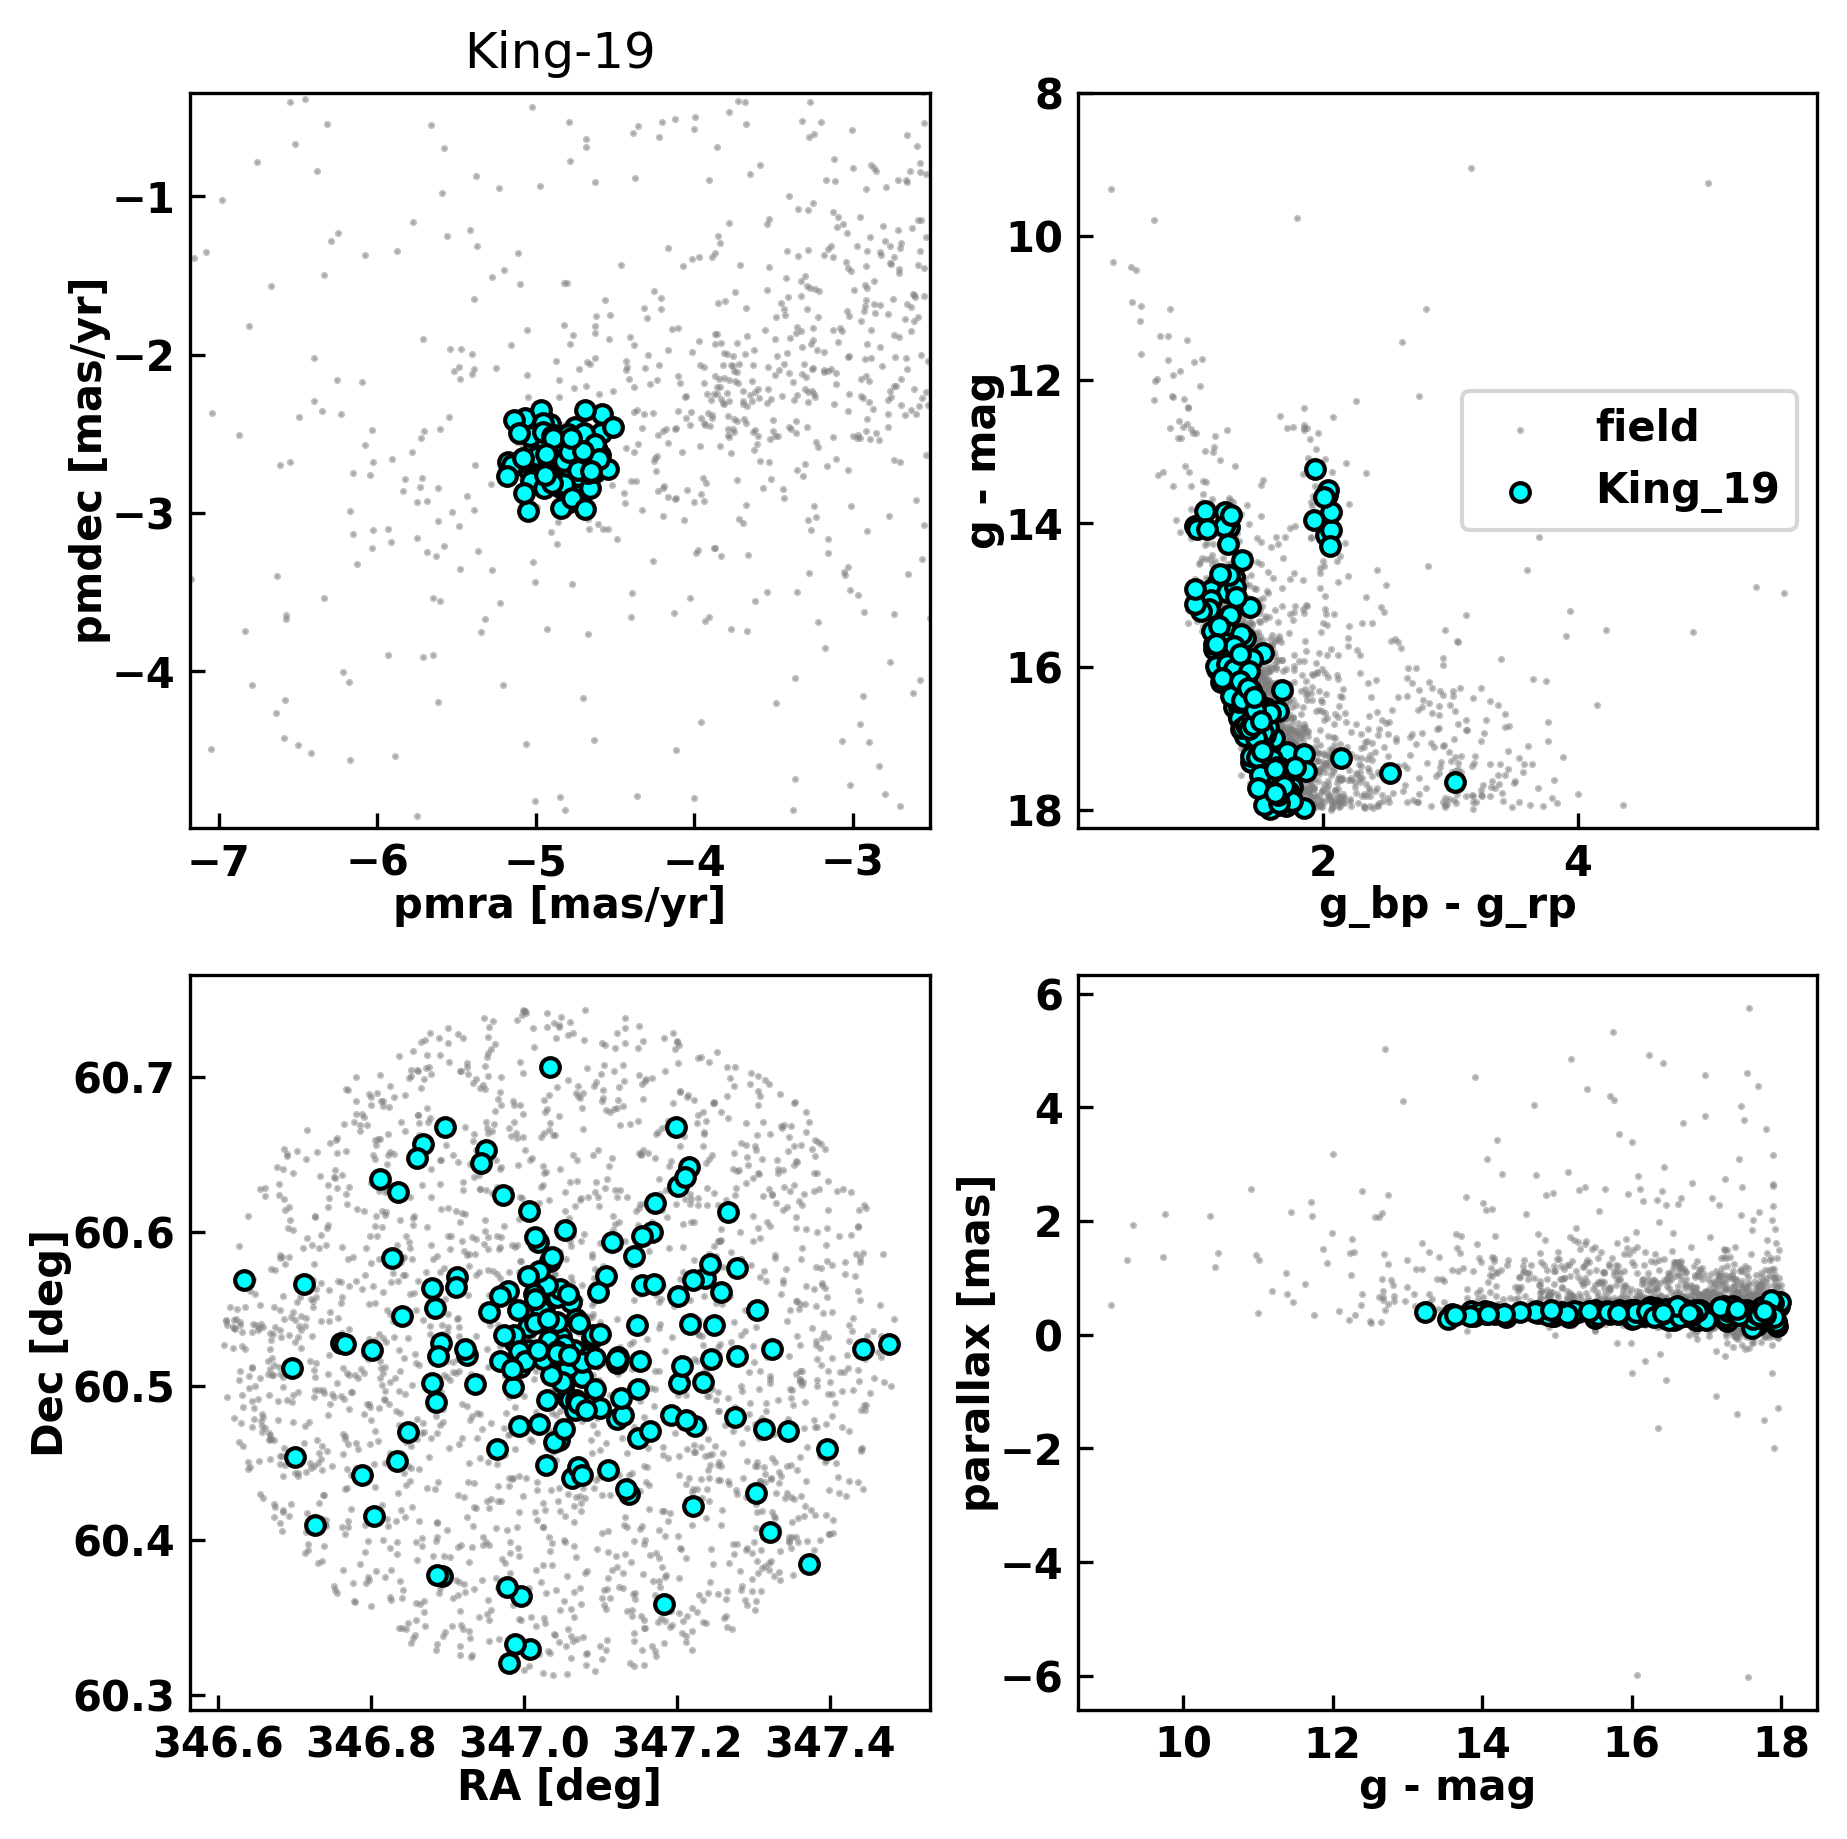 King-19
−1
−2
−3
−4
pmdec [mas/yr]
−7 −6 −5 −4 −3
pmra [mas/yr]
8
10
12
14
16
18
g - mag
field
King_19
2 4
g_bp - g_rp
60.7
60.6
60.5
60.4
60.3
Dec [deg]
346.6 346.8 347.0 347.2 347.4
RA [deg]
6
4
2
0
−2
−4
−6
parallax [mas]
10 12 14 16 18
g - mag